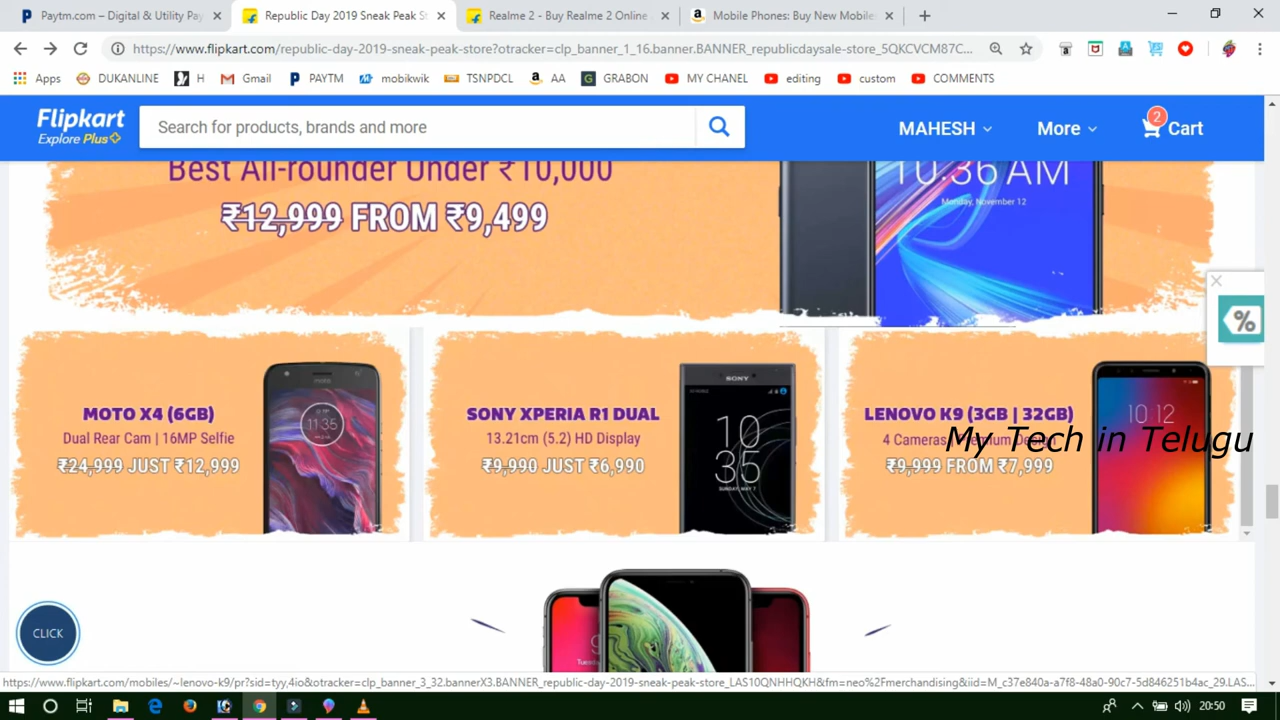 Paytm.com – Digital & Utility Pay
Republic Day 2019 Sneak Peak S
Realme 2 - Buy Realme 2 Online
Mobile Phones: Buy New Mobile
https://www.flipkart.com/republic-day-2019-sneak-peak-store?otracker=clp_banner_1_16.banner.BANNER_republicdaysale-store_5QKCVCM87C...
Apps
DUKANLINE
H
Gmail
PAYTM
mobikwik
TSNPDCL
AA
GRABON
MY CHANEL
editing
custom
COMMENTS
Flipkart
Explore Plus
Search for products, brands and more
MAHESH
More
2
Cart
Best All-rounder Under ₹10,000
₹12,999 FROM ₹9,499
10:36 AM
Monday, November 12
%
MOTO X4 (6GB)
Dual Rear Cam | 16MP Selfie
₹24,999 JUST ₹12,999
moto
11:35
SONY XPERIA R1 DUAL
13.21cm (5.2) HD Display
₹9,990 JUST ₹6,990
SONY
10
35
SUNDAY, MAY 7
LENOVO K9 (3GB | 32GB)
4 Cameras, Premium Design
₹9,999 FROM ₹7,999
10:12
My Tech in Telugu
CLICK
https://www.flipkart.com/mobiles/~lenovo-k9/pr?sid=tyy,4io&otracker=clp_banner_3_32.bannerX3.BANNER_republic-day-2019-sneak-peak-store_LAS10QNHHQKH&fm=neo%2Fmerchandising&iid=M_c37e840a-a7f8-48a0-90c7-5d846251b4ac_29.LAS...
20:50